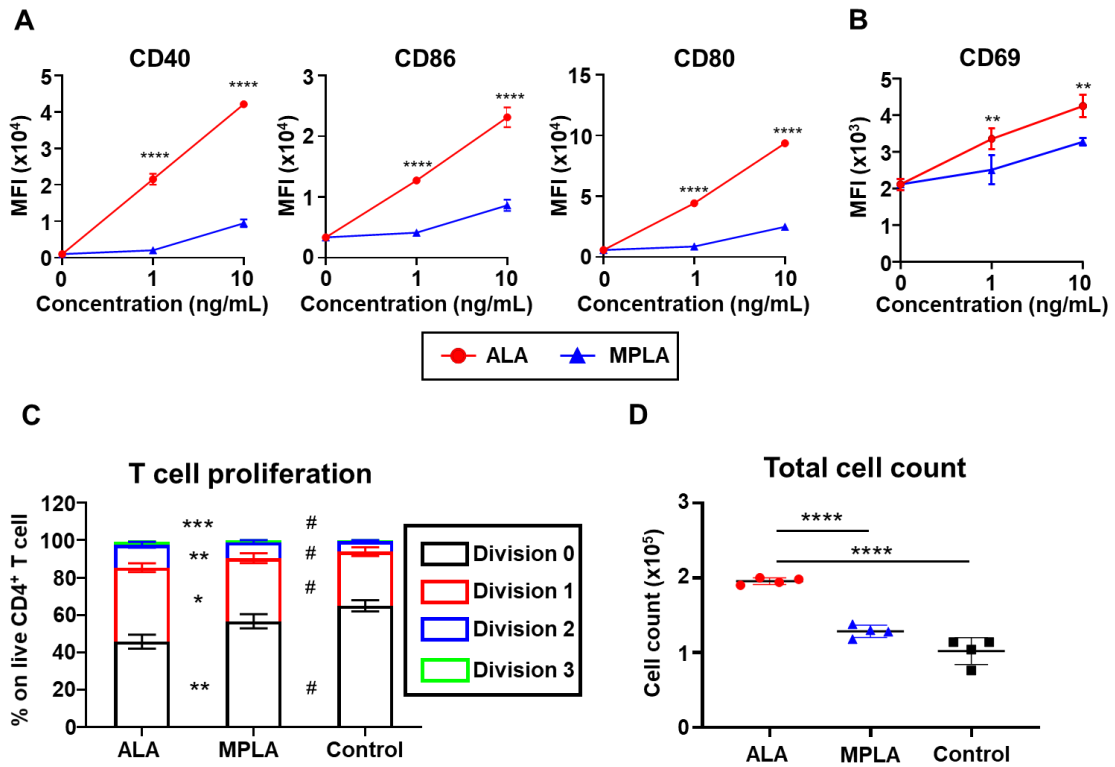 A
B
CD40
CD86
CD80
CD69
MFI (x10⁴)
5
4
3
2
1
0
****
****
0 1 10
Concentration (ng/mL)
MFI (x10⁴)
3
2
1
0
****
****
0 1 10
Concentration (ng/mL)
MFI (x10⁴)
15
10
5
0
****
****
0 1 10
Concentration (ng/mL)
MFI (x10³)
5
4
3
2
1
0
**
**
0 1 10
Concentration (ng/mL)
ALA MPLA
C
T cell proliferation
% on live CD4⁺ T cell
120
100
80
60
40
20
0
*** #
** #
* #
** #
ALA MPLA Control
Division 0
Division 1
Division 2
Division 3
D
Total cell count
Cell count (x10⁵)
3
2
1
0
****
****
ALA MPLA Control